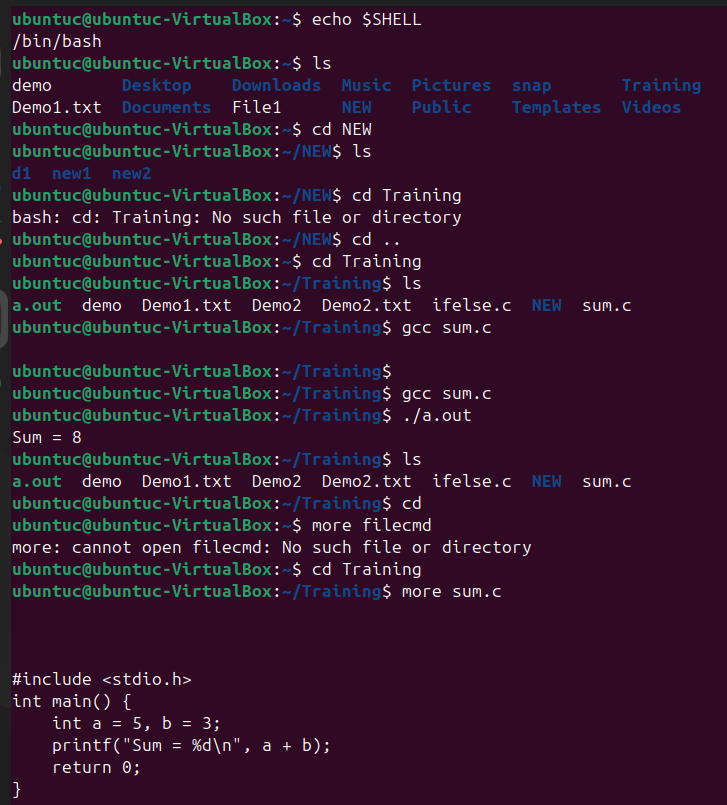 ubuntuc@ubuntuc-VirtualBox:~$ echo $SHELL
/bin/bash
ubuntuc@ubuntuc-VirtualBox:~$ ls
demo       Desktop    Downloads  Music  Pictures  snap       Training
Demo1.txt  Documents  File1      NEW    Public    Templates  Videos
ubuntuc@ubuntuc-VirtualBox:~$ cd NEW
ubuntuc@ubuntuc-VirtualBox:~/NEW$ ls
d1  new1  new2
ubuntuc@ubuntuc-VirtualBox:~/NEW$ cd Training
bash: cd: Training: No such file or directory
ubuntuc@ubuntuc-VirtualBox:~/NEW$ cd ..
ubuntuc@ubuntuc-VirtualBox:~$ cd Training
ubuntuc@ubuntuc-VirtualBox:~/Training$ ls
a.out  demo  Demo1.txt  Demo2  Demo2.txt  ifelse.c  NEW  sum.c
ubuntuc@ubuntuc-VirtualBox:~/Training$ gcc sum.c
ubuntuc@ubuntuc-VirtualBox:~/Training$
ubuntuc@ubuntuc-VirtualBox:~/Training$ gcc sum.c
ubuntuc@ubuntuc-VirtualBox:~/Training$ ./a.out
Sum = 8
ubuntuc@ubuntuc-VirtualBox:~/Training$ ls
a.out  demo  Demo1.txt  Demo2  Demo2.txt  ifelse.c  NEW  sum.c
ubuntuc@ubuntuc-VirtualBox:~/Training$ cd
ubuntuc@ubuntuc-VirtualBox:~$ more filecmd
more: cannot open filecmd: No such file or directory
ubuntuc@ubuntuc-VirtualBox:~$ cd Training
ubuntuc@ubuntuc-VirtualBox:~/Training$ more sum.c
#include <stdio.h>
int main() {
    int a = 5, b = 3;
    printf("Sum = %d\n", a + b);
    return 0;
}